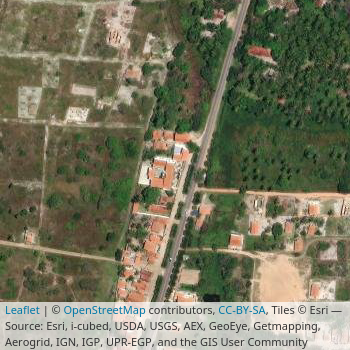 Leaflet | © OpenStreetMap contributors, CC-BY-SA, Tiles © Esri —
Source: Esri, i-cubed, USDA, USGS, AEX, GeoEye, Getmapping,
Aerogrid, IGN, IGP, UPR-EGP, and the GIS User Community